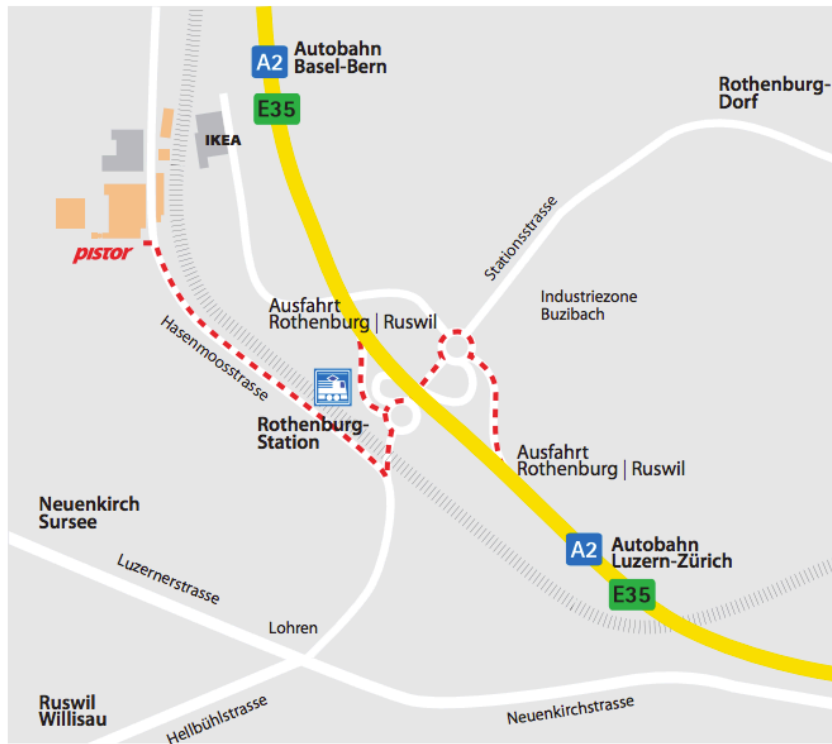 A2
Autobahn
Basel-Bern
E35
Rothenburg-
Dorf
IKEA
pistor
Stationsstrasse
Ausfahrt
Rothenburg | Ruswil
Industriezone
Buzibach
Hasenmoosstrasse
Rothenburg-
Station
Ausfahrt
Rothenburg | Ruswil
Neuenkirch
Sursee
A2
Autobahn
Luzern-Zürich
E35
Luzernerstrasse
Lohren
Ruswil
Willisau
Hellbühlstrasse
Neuenkirchstrasse